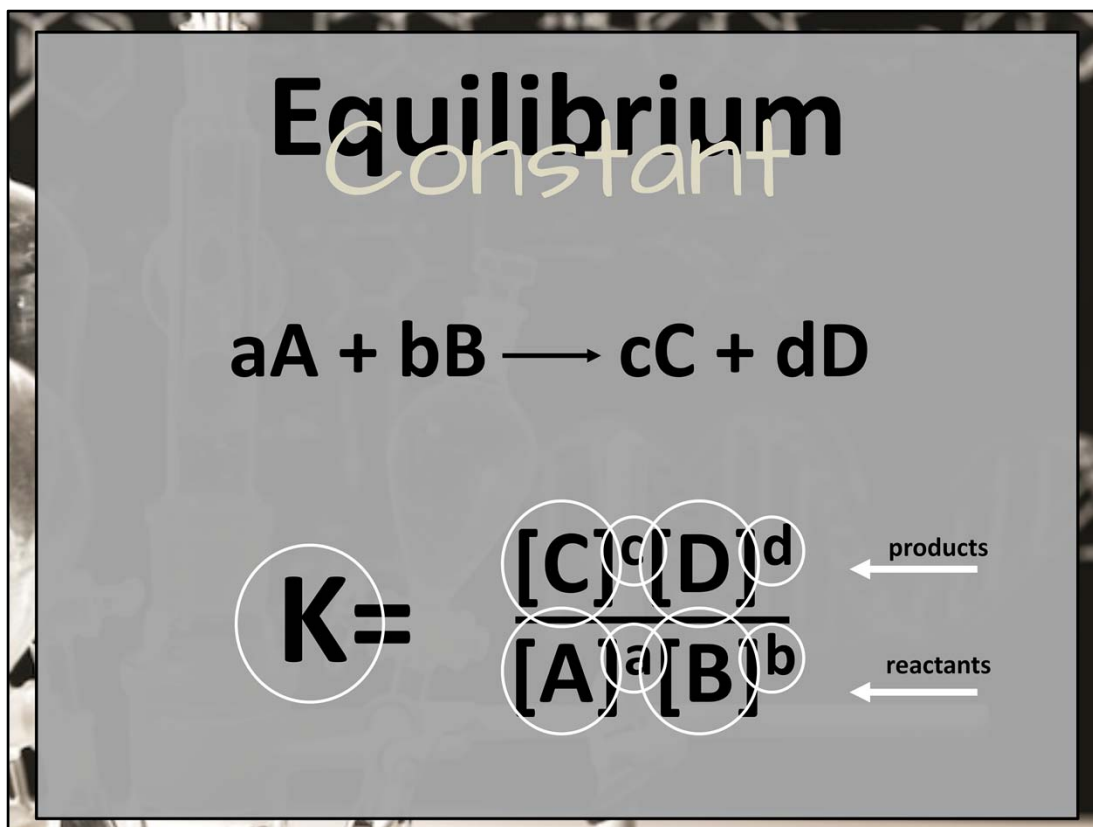 Equilibrium
Constant
aA + bB ⟶ cC + dD
[C]ᶜ[D]ᵈ
products
K=
[A]ᵃ[B]ᵇ
reactants